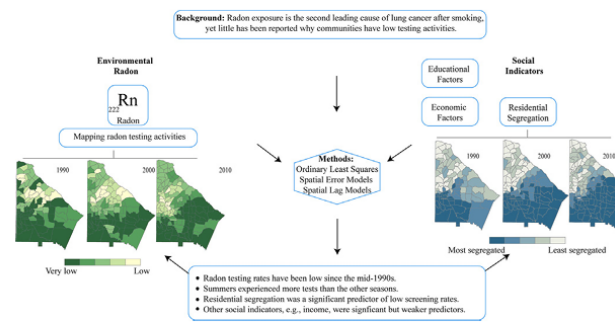 Background: Radon exposure is the second leading cause of lung cancer after smoking,
yet little has been reported why communities have low testing activities.
Environmental
Radon
Rn
222
Radon
Mapping radon testing activities
1990
2000
2010
Very low
Low
Methods:
Ordinary Least Squares
Spatial Error Models
Spatial Lag Models
Social
Indicators
Educational
Factors
Economic
Factors
Residential
Segregation
1990
2000
2010
Most segregated
Least segregated
• Radon testing rates have been low since the mid-1990s.
• Summers experienced more tests than the other seasons.
• Residential segregation was a significant predictor of low screening rates.
• Other social indicators, e.g., income, were signficant but weaker predictors.